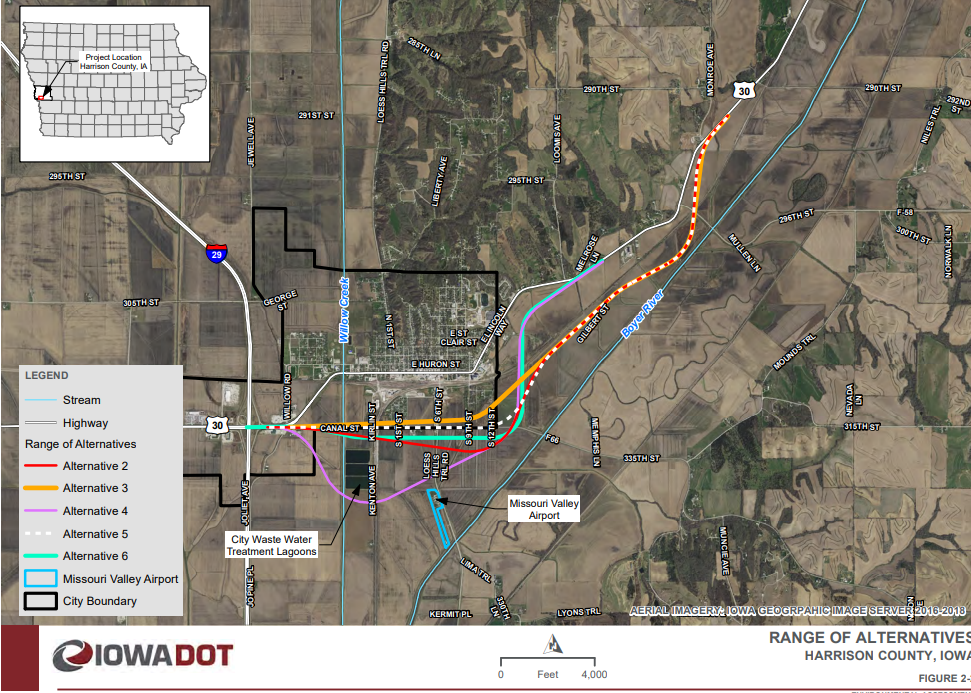 Project Location
Harrison County, IA
285TH LN
LOESS HILLS TRL RD
MONROE AVE
30
290TH ST
290TH ST
292ND
ST
NILES TRL
291ST ST
JEWELL AVE
LOOMIS AVE
LIBERTY AVE
295TH ST
295TH ST
296TH ST
F-58
300TH ST
NORWALK LN
MULLEN LN
MELROSE
LN
29
GEORGE
ST
305TH ST
Willow Creek
N 1ST ST
E ST
CLAIR ST
E LINCOLN
WAY
GILBERT ST
Boyer River
E HURON ST
MOUNDS TRL
LEGEND
Stream
Highway
Range of Alternatives
Alternative 2
Alternative 3
Alternative 4
Alternative 5
Alternative 6
Missouri Valley Airport
City Boundary
WILLOW RD
30
CANAL ST
KIRLIN ST
S 1ST ST
S 6TH ST
S 9TH ST
S 12TH ST
F66
MEMPHIS LN
NEVADA
LN
315TH ST
335TH ST
LOESS
HILLS
TRL RD
JOLIET AVE
KENTON AVE
Missouri Valley
Airport
City Waste Water
Treatment Lagoons
MUNCIE AVE
LIMA TRL
JO PINE PL
KERMIT PL
330TH
LN
LYONS TRL
AERIAL IMAGERY: IOWA GEOGRPAHIC IMAGE SERVER 2016-2018
IOWADOT
0 Feet 4,000
RANGE OF ALTERNATIVES
HARRISON COUNTY, IOWA
FIGURE 2-